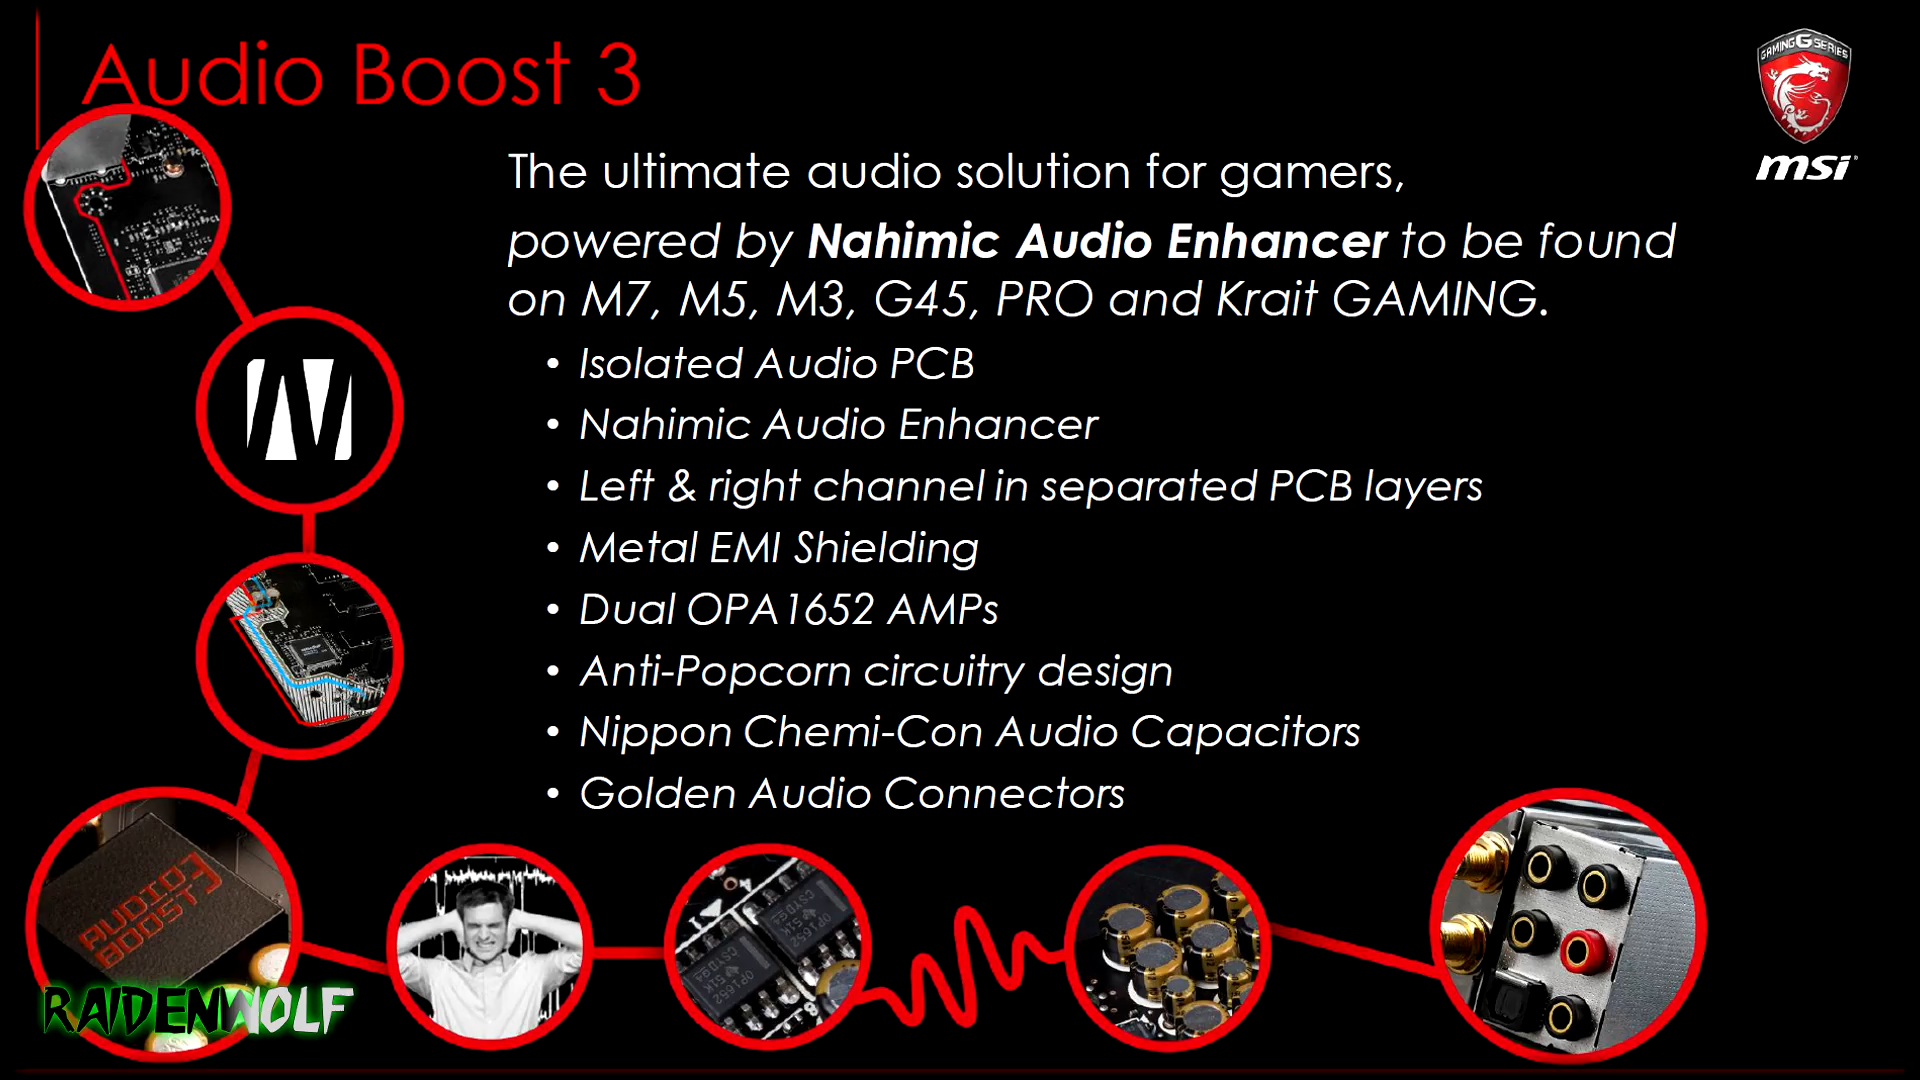 Audio Boost 3
GAMING G SERIES
msi
The ultimate audio solution for gamers,
powered by Nahimic Audio Enhancer to be found
on M7, M5, M3, G45, PRO and Krait GAMING.
• Isolated Audio PCB
• Nahimic Audio Enhancer
• Left & right channel in separated PCB layers
• Metal EMI Shielding
• Dual OPA1652 AMPs
• Anti-Popcorn circuitry design
• Nippon Chemi-Con Audio Capacitors
• Golden Audio Connectors
AUDIO
BOOST 3
RAIDENWOLF